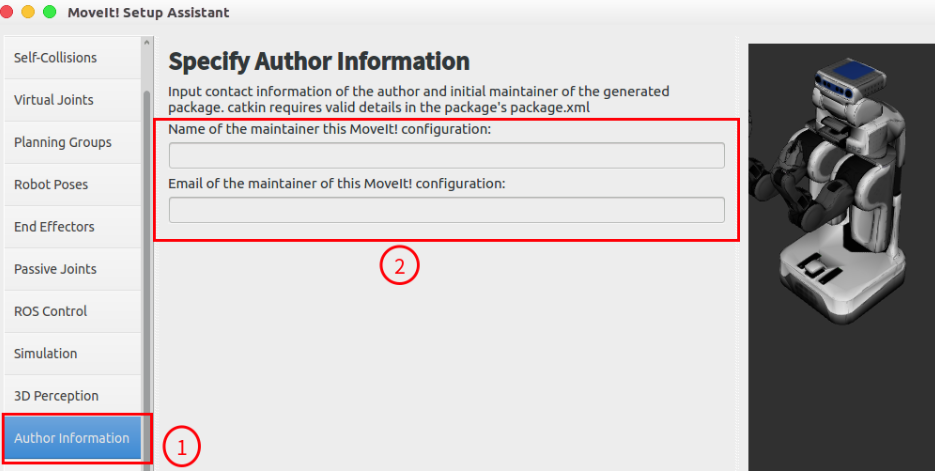 MoveIt! Setup Assistant
Self-Collisions
Virtual Joints
Planning Groups
Robot Poses
End Effectors
Passive Joints
ROS Control
Simulation
3D Perception
Author Information
1
Specify Author Information
Input contact information of the author and initial maintainer of the generated
package. catkin requires valid details in the package's package.xml
Name of the maintainer this MoveIt! configuration:
Email of the maintainer of this MoveIt! configuration:
2